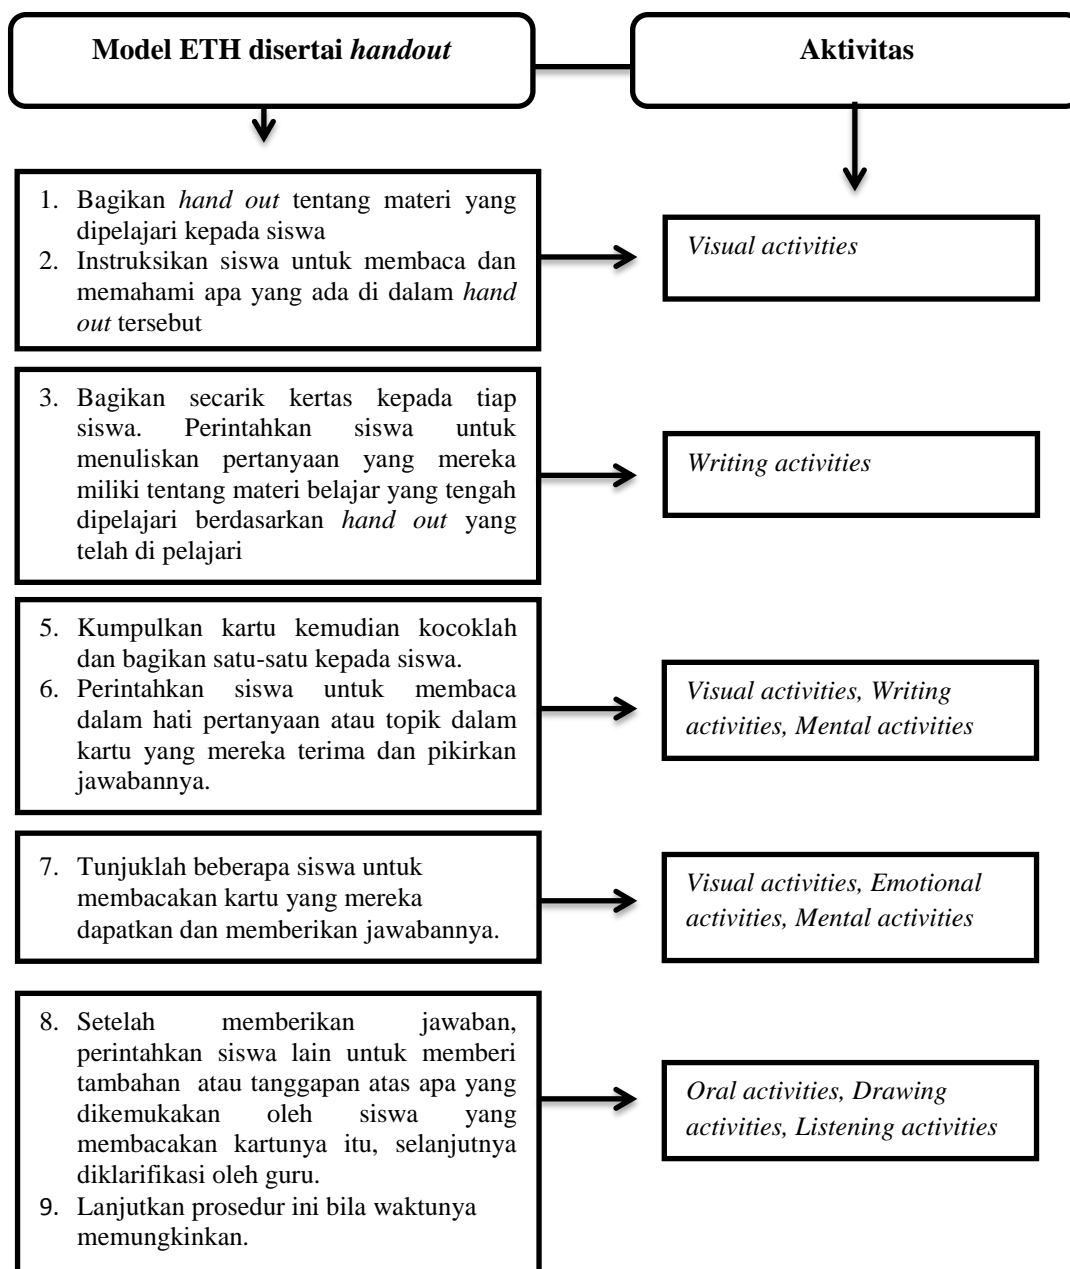 Model ETH disertai handout
Aktivitas
1. Bagikan hand out tentang materi yang
dipelajari kepada siswa
2. Instruksikan siswa untuk membaca dan
memahami apa yang ada di dalam hand
out tersebut
Visual activities
3. Bagikan secarik kertas kepada tiap
siswa. Perintahkan siswa untuk
menuliskan pertanyaan yang mereka
miliki tentang materi belajar yang tengah
dipelajari berdasarkan hand out yang
telah di pelajari
Writing activities
5. Kumpulkan kartu kemudian kocoklah
dan bagikan satu-satu kepada siswa.
6. Perintahkan siswa untuk membaca
dalam hati pertanyaan atau topik dalam
kartu yang mereka terima dan pikirkan
jawabannya.
Visual activities, Writing
activities, Mental activities
7. Tunjuklah beberapa siswa untuk
membacakan kartu yang mereka
dapatkan dan memberikan jawabannya.
Visual activities, Emotional
activities, Mental activities
8. Setelah memberikan jawaban,
perintahkan siswa lain untuk memberi
tambahan atau tanggapan atas apa yang
dikemukakan oleh siswa yang
membacakan kartunya itu, selanjutnya
diklarifikasi oleh guru.
9. Lanjutkan prosedur ini bila waktunya
memungkinkan.
Oral activities, Drawing
activities, Listening activities